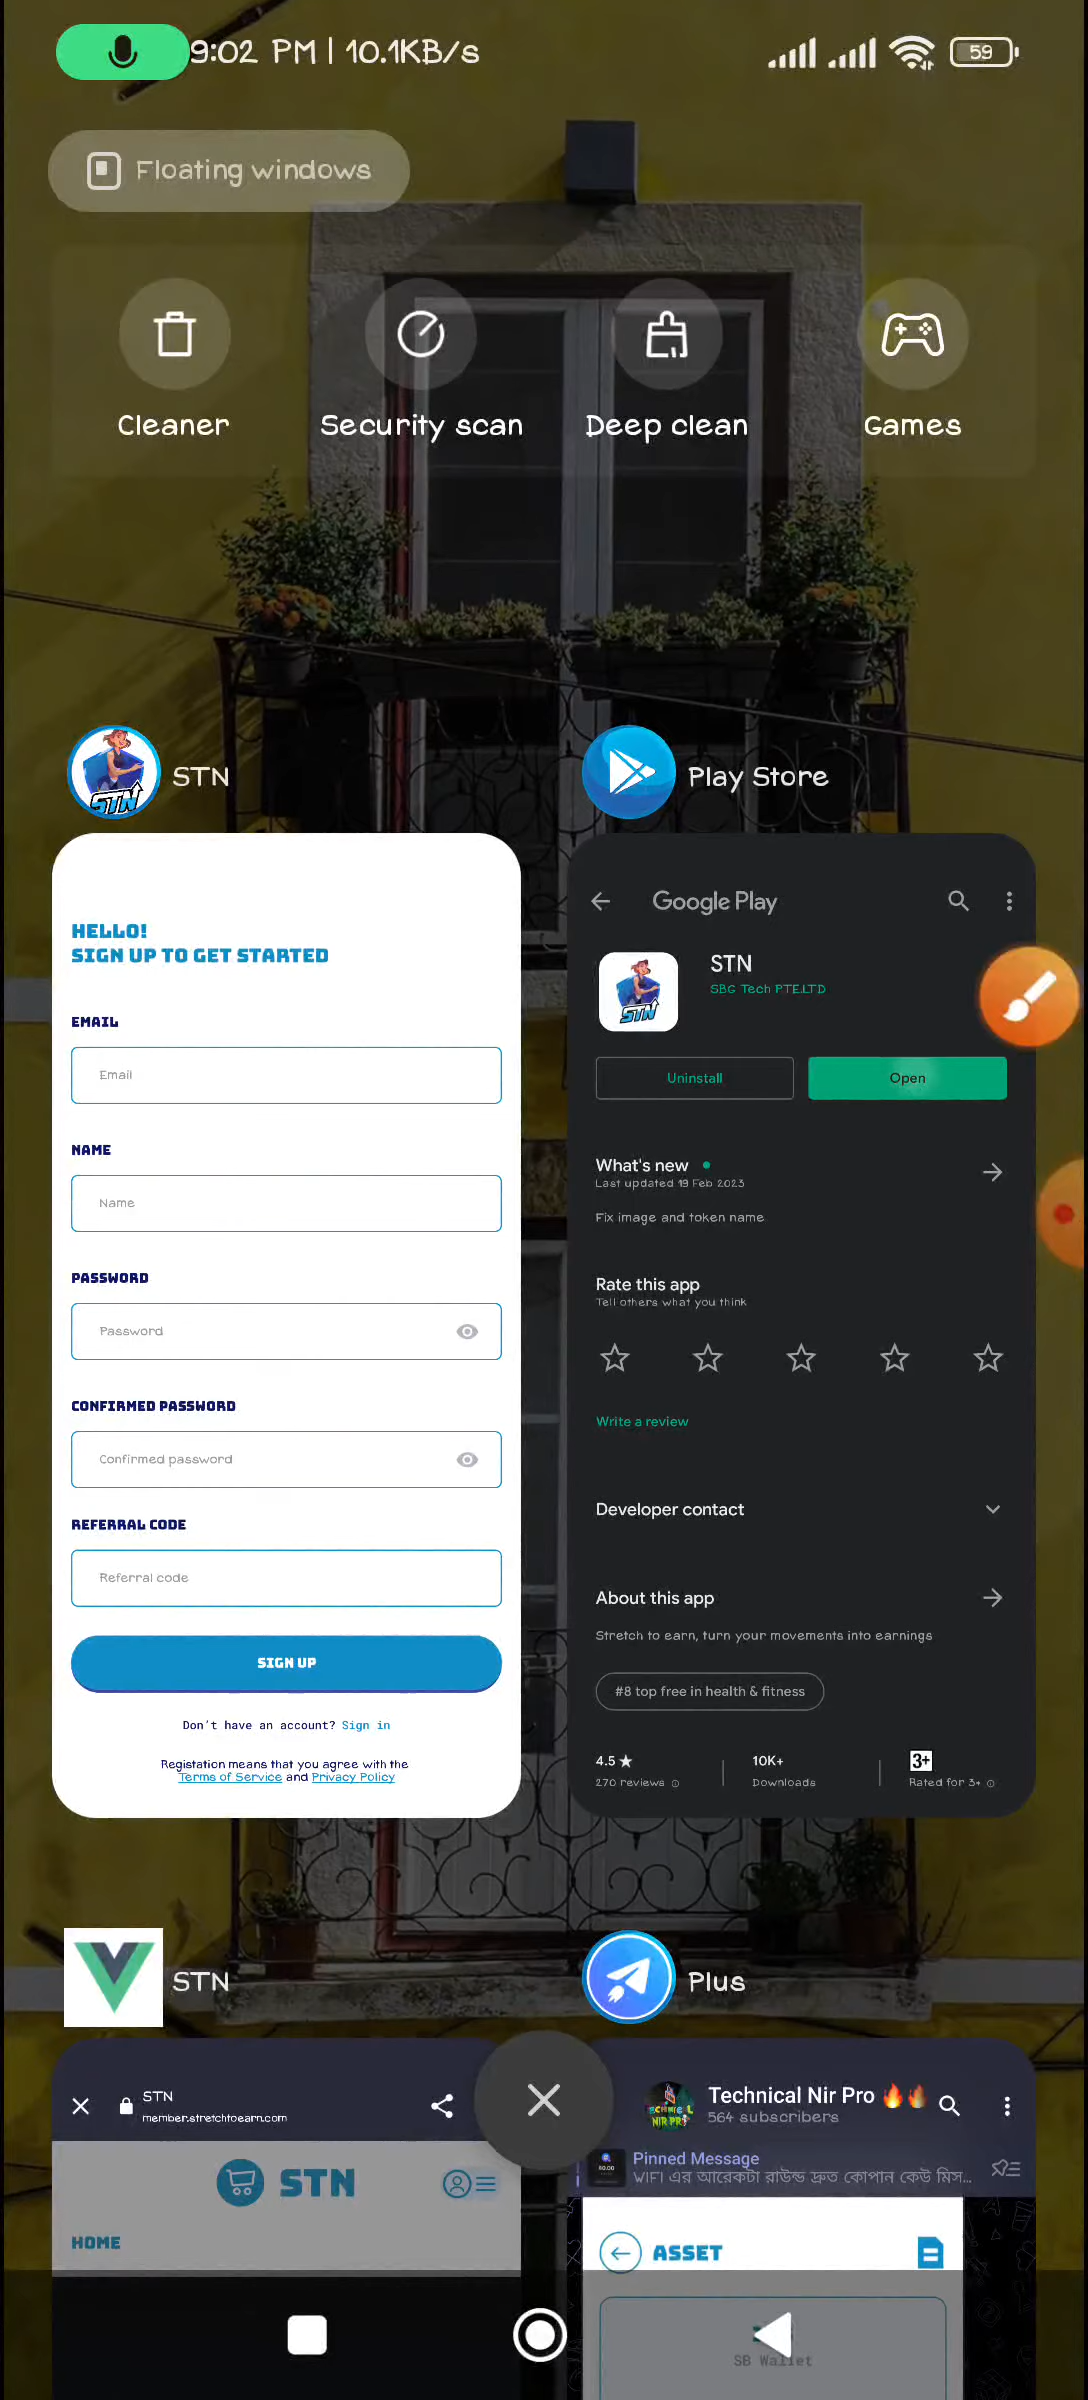 9:02 PM | 10.1KB/s
59
Floating windows
Cleaner
Security scan
Deep clean
Games
STN
Play Store
STN
HELLO!
SIGN UP TO GET STARTED
EMAIL
Email
NAME
Name
PASSWORD
Password
CONFIRMED PASSWORD
Confirmed password
REFERRAL CODE
Referral code
SIGN UP
Don't have an account? Sign in
Registation means that you agree with the
Terms of Service and Privacy Policy
Google Play
STN
SBG Tech PTE.LTD
STN
Uninstall
Open
What's new
Last updated 19 Feb 2023
Fix image and token name
Rate this app
Tell others what you think
Write a review
Developer contact
About this app
Stretch to earn, turn your movements into earnings
#8 top free in health & fitness
4.5★
270 reviews
10K+
Downloads
3+
Rated for 3+
STN
Plus
STN
member.stretchtoearn.com
STN
HOME
Technical Nir Pro 🔥🔥
564 subscribers
Pinned Message
WIFI এর আরেকটা রাউন্ড দ্রুত কোপান কেউ মিস...
ASSET
SB Wallet